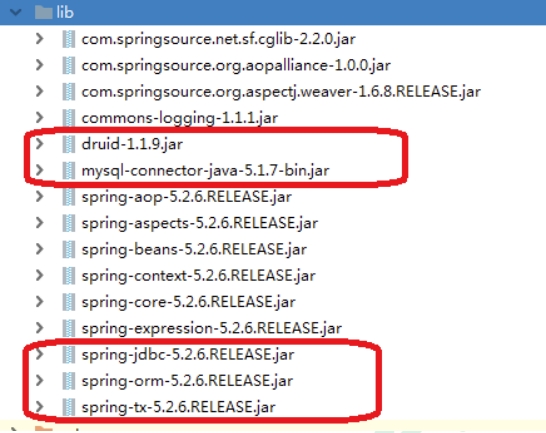 lib
com.springsource.net.sf.cglib-2.2.0.jar
com.springsource.org.aopalliance-1.0.0.jar
com.springsource.org.aspectj.weaver-1.6.8.RELEASE.jar
commons-logging-1.1.1.jar
druid-1.1.9.jar
mysql-connector-java-5.1.7-bin.jar
spring-aop-5.2.6.RELEASE.jar
spring-aspects-5.2.6.RELEASE.jar
spring-beans-5.2.6.RELEASE.jar
spring-context-5.2.6.RELEASE.jar
spring-core-5.2.6.RELEASE.jar
spring-expression-5.2.6.RELEASE.jar
spring-jdbc-5.2.6.RELEASE.jar
spring-orm-5.2.6.RELEASE.jar
spring-tx-5.2.6.RELEASE.jar